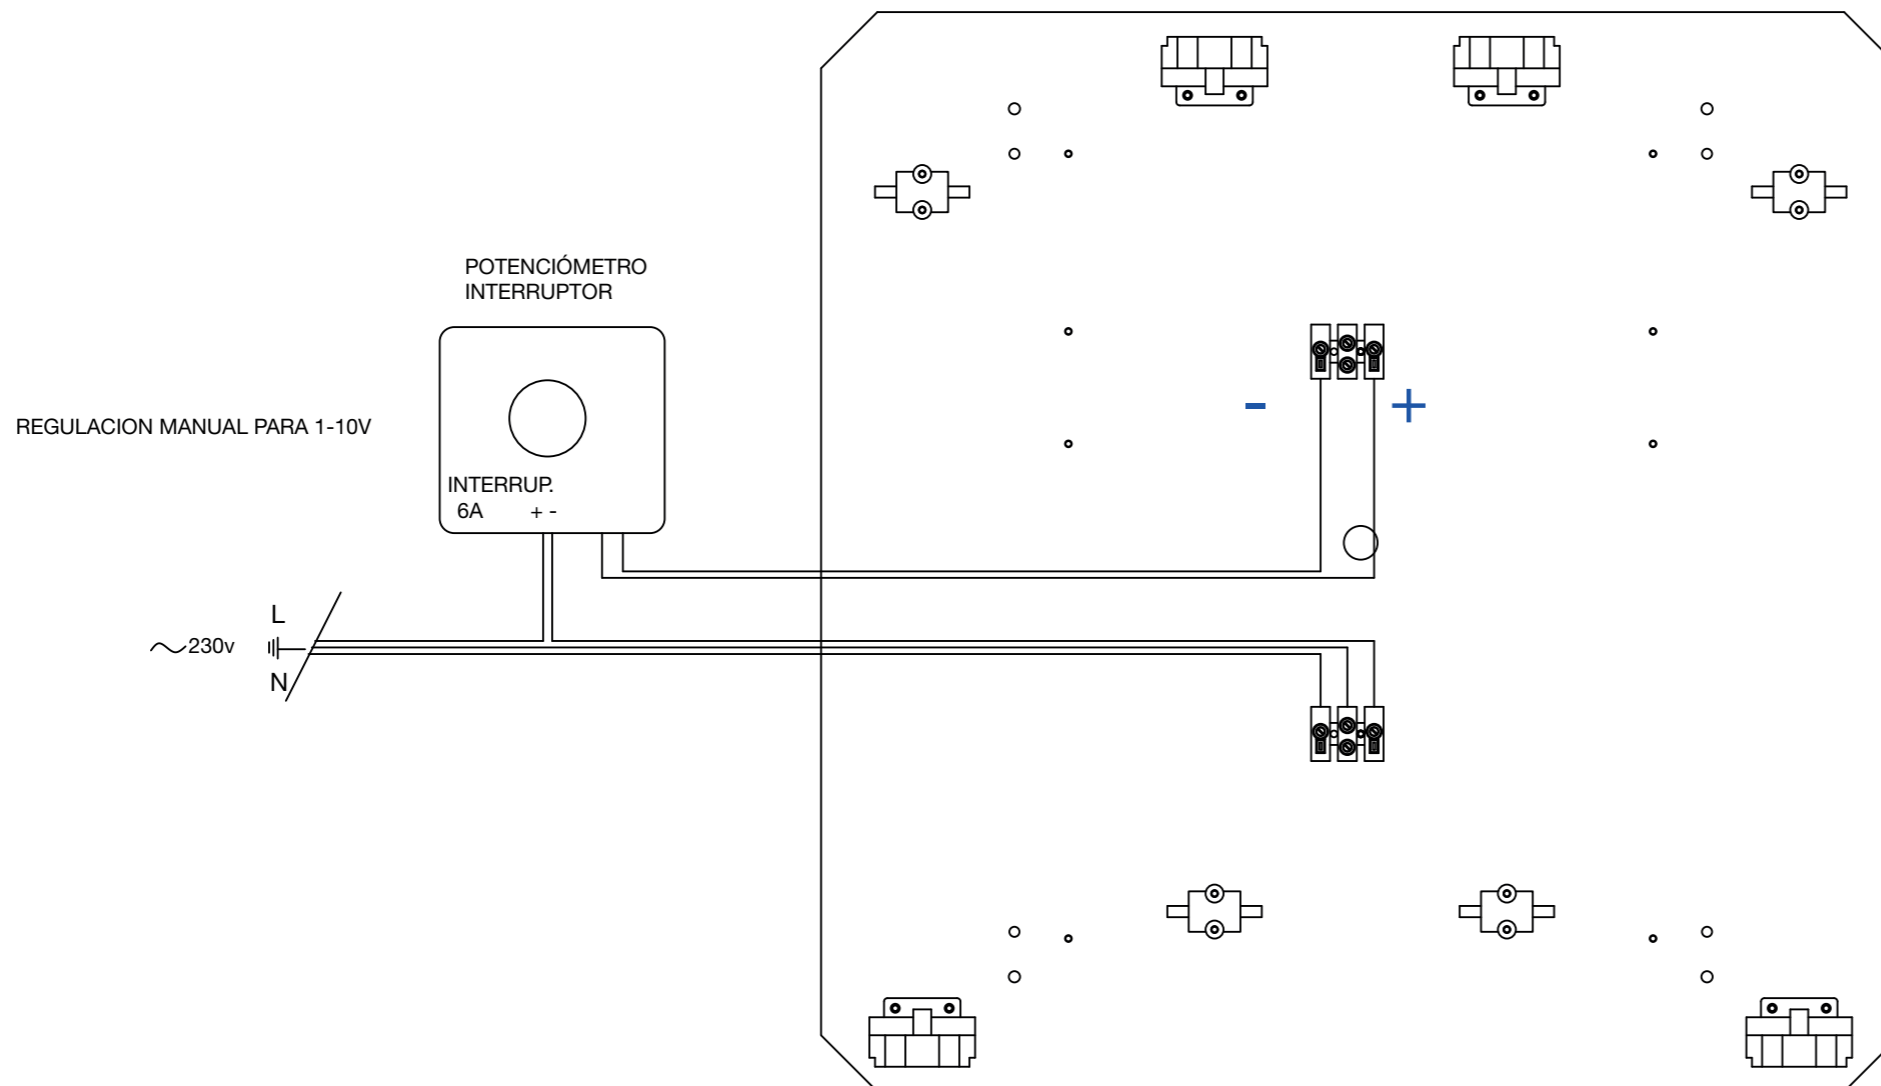 POTENCIÓMETRO
INTERRUPTOR
REGULACION MANUAL PARA 1-10V
INTERRUP.
6A + -
- +
L
230v
N